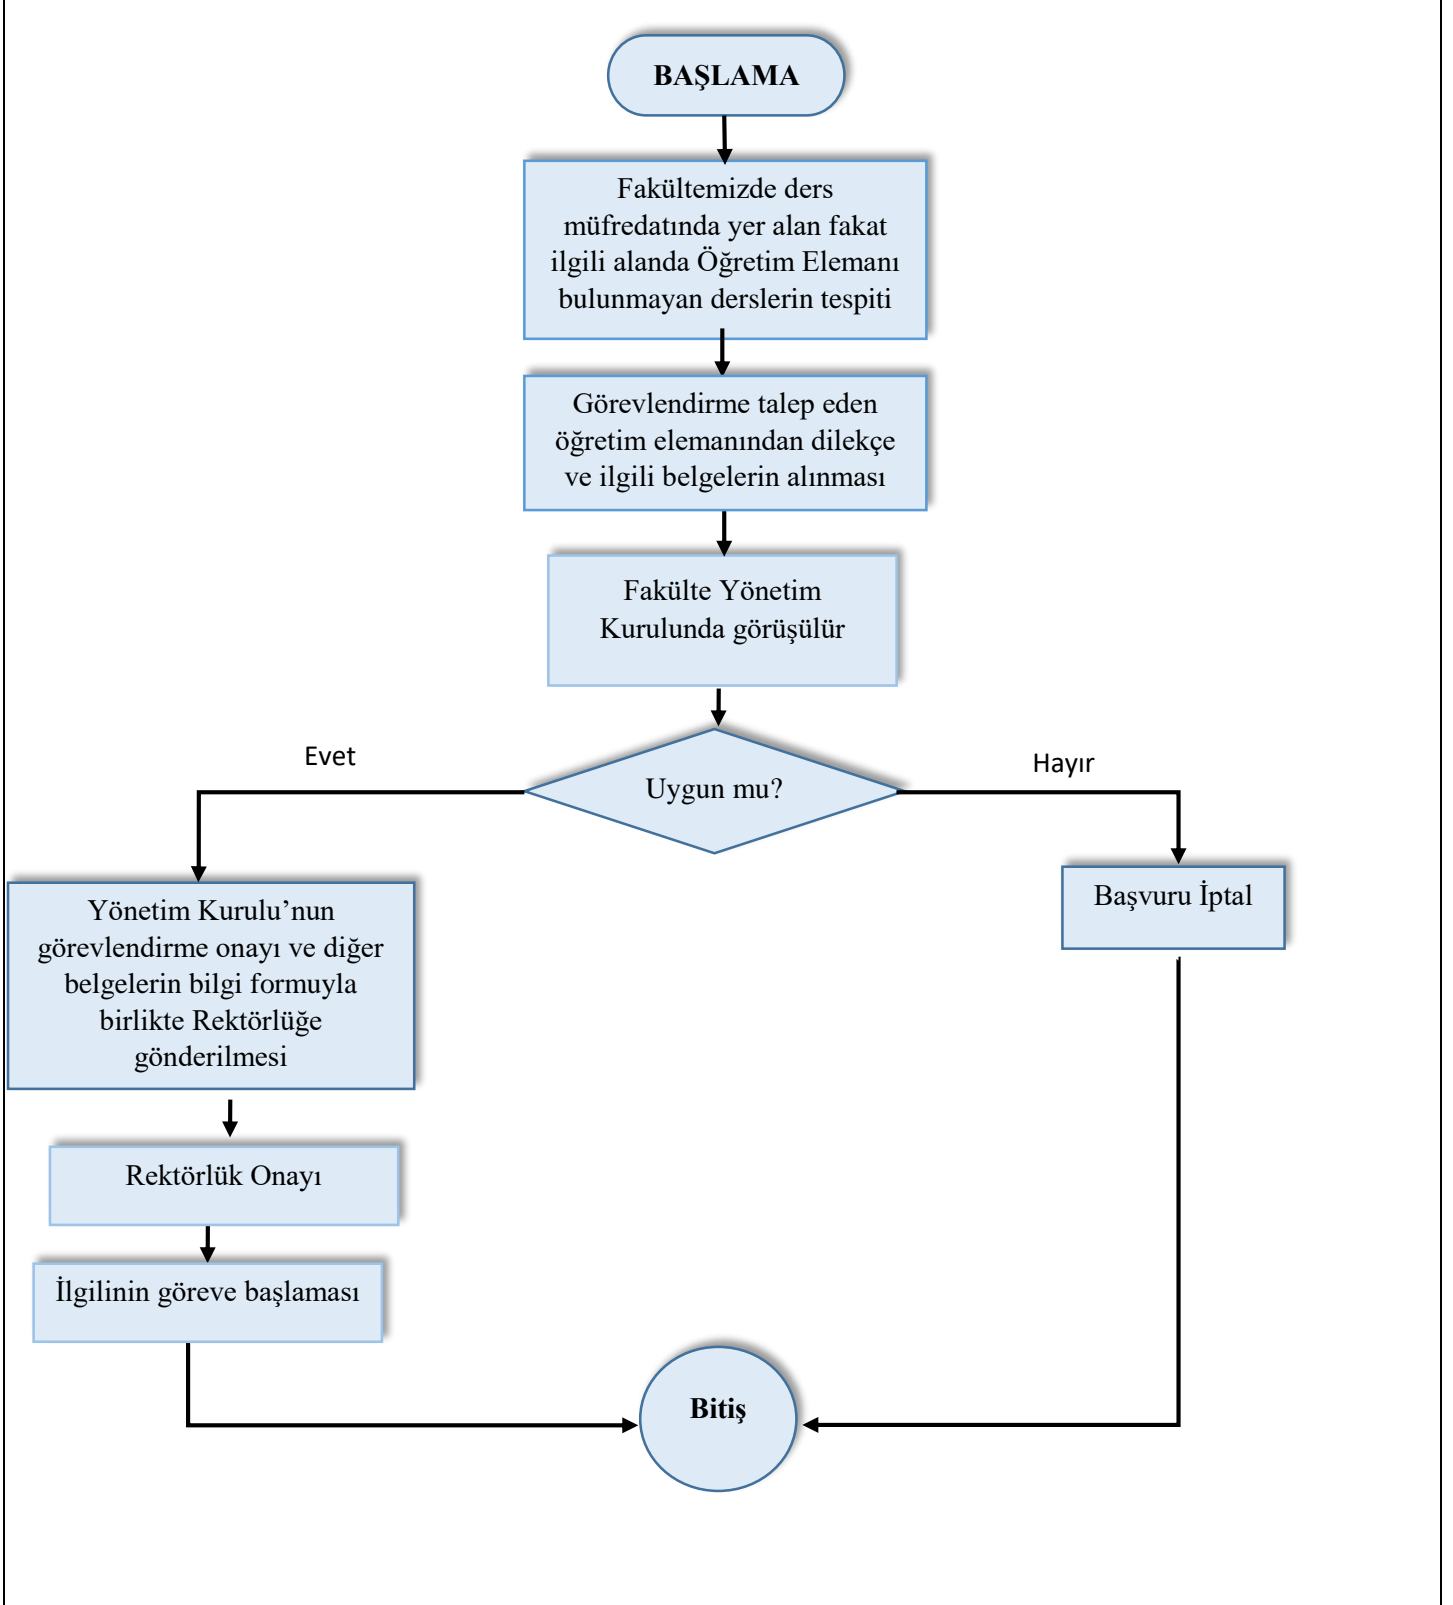 BAŞLAMA
Fakültemizde ders
müfredatında yer alan fakat
ilgili alanda Öğretim Elemanı
bulunmayan derslerin tespiti
Görevlendirme talep eden
öğretim elemanından dilekçe
ve ilgili belgelerin alınması
Fakülte Yönetim
Kurulunda görüşülür
Evet
Uygun mu?
Hayır
Yönetim Kurulu’nun
görevlendirme onayı ve diğer
belgelerin bilgi formuyla
birlikte Rektörlüğe
gönderilmesi
Başvuru İptal
Rektörlük Onayı
İlgilinin göreve başlaması
Bitiş